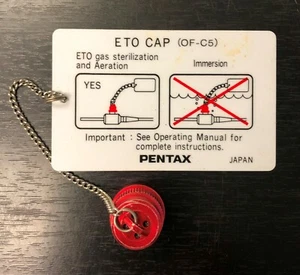 ETO CAP (OF-C5)
ETO gas sterilization
and Aeration
Immersion
YES
Important : See Operating Manual for
complete instructions.
PENTAX
JAPAN